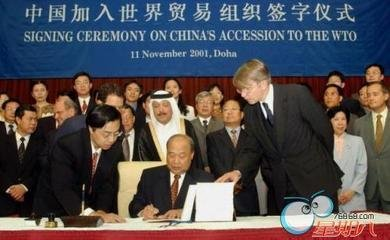 中国加入世界贸易组织签字仪式
SIGNING CEREMONY ON CHINA'S ACCESSION TO THE WTO
11 November 2001, Doha